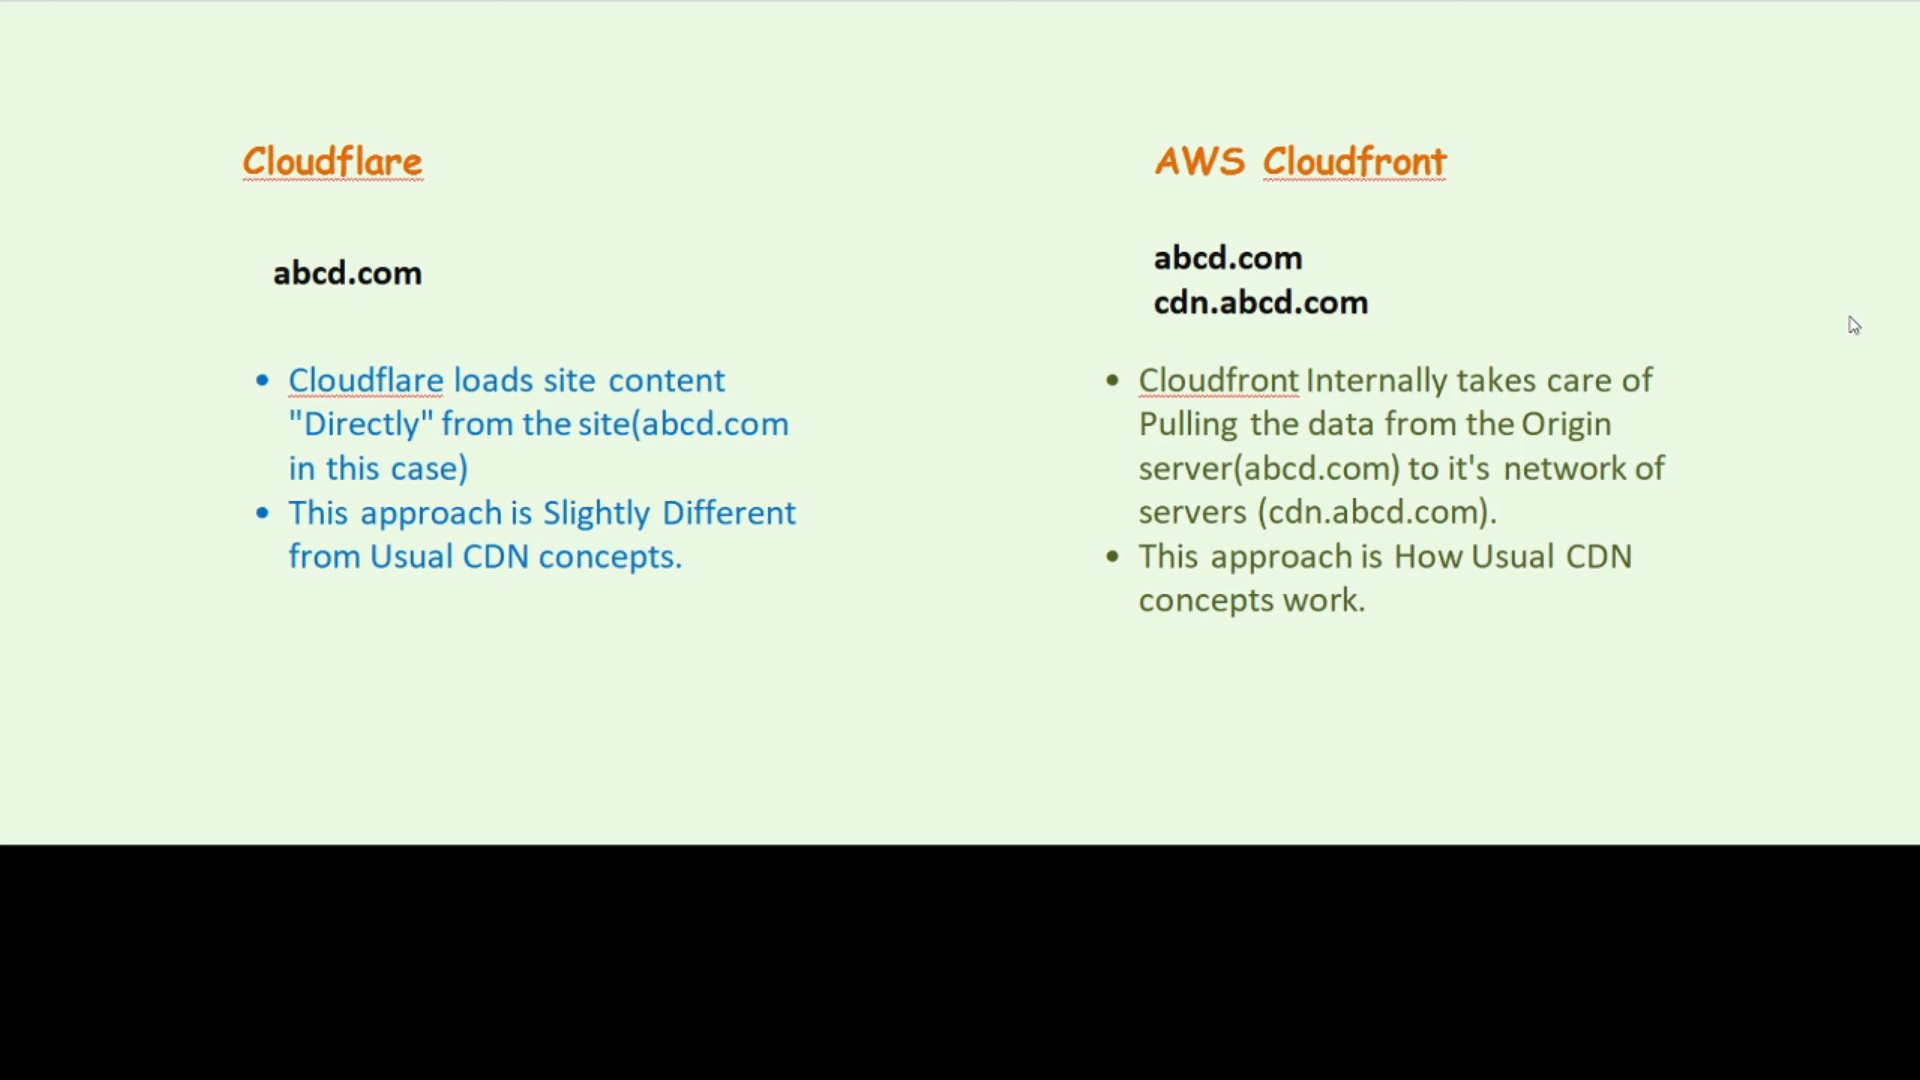 Cloudflare
abcd.com
• Cloudflare loads site content
"Directly" from the site(abcd.com
in this case)
• This approach is Slightly Different
from Usual CDN concepts.
AWS Cloudfront
abcd.com
cdn.abcd.com
• Cloudfront Internally takes care of
Pulling the data from the Origin
server(abcd.com) to it's network of
servers (cdn.abcd.com).
• This approach is How Usual CDN
concepts work.